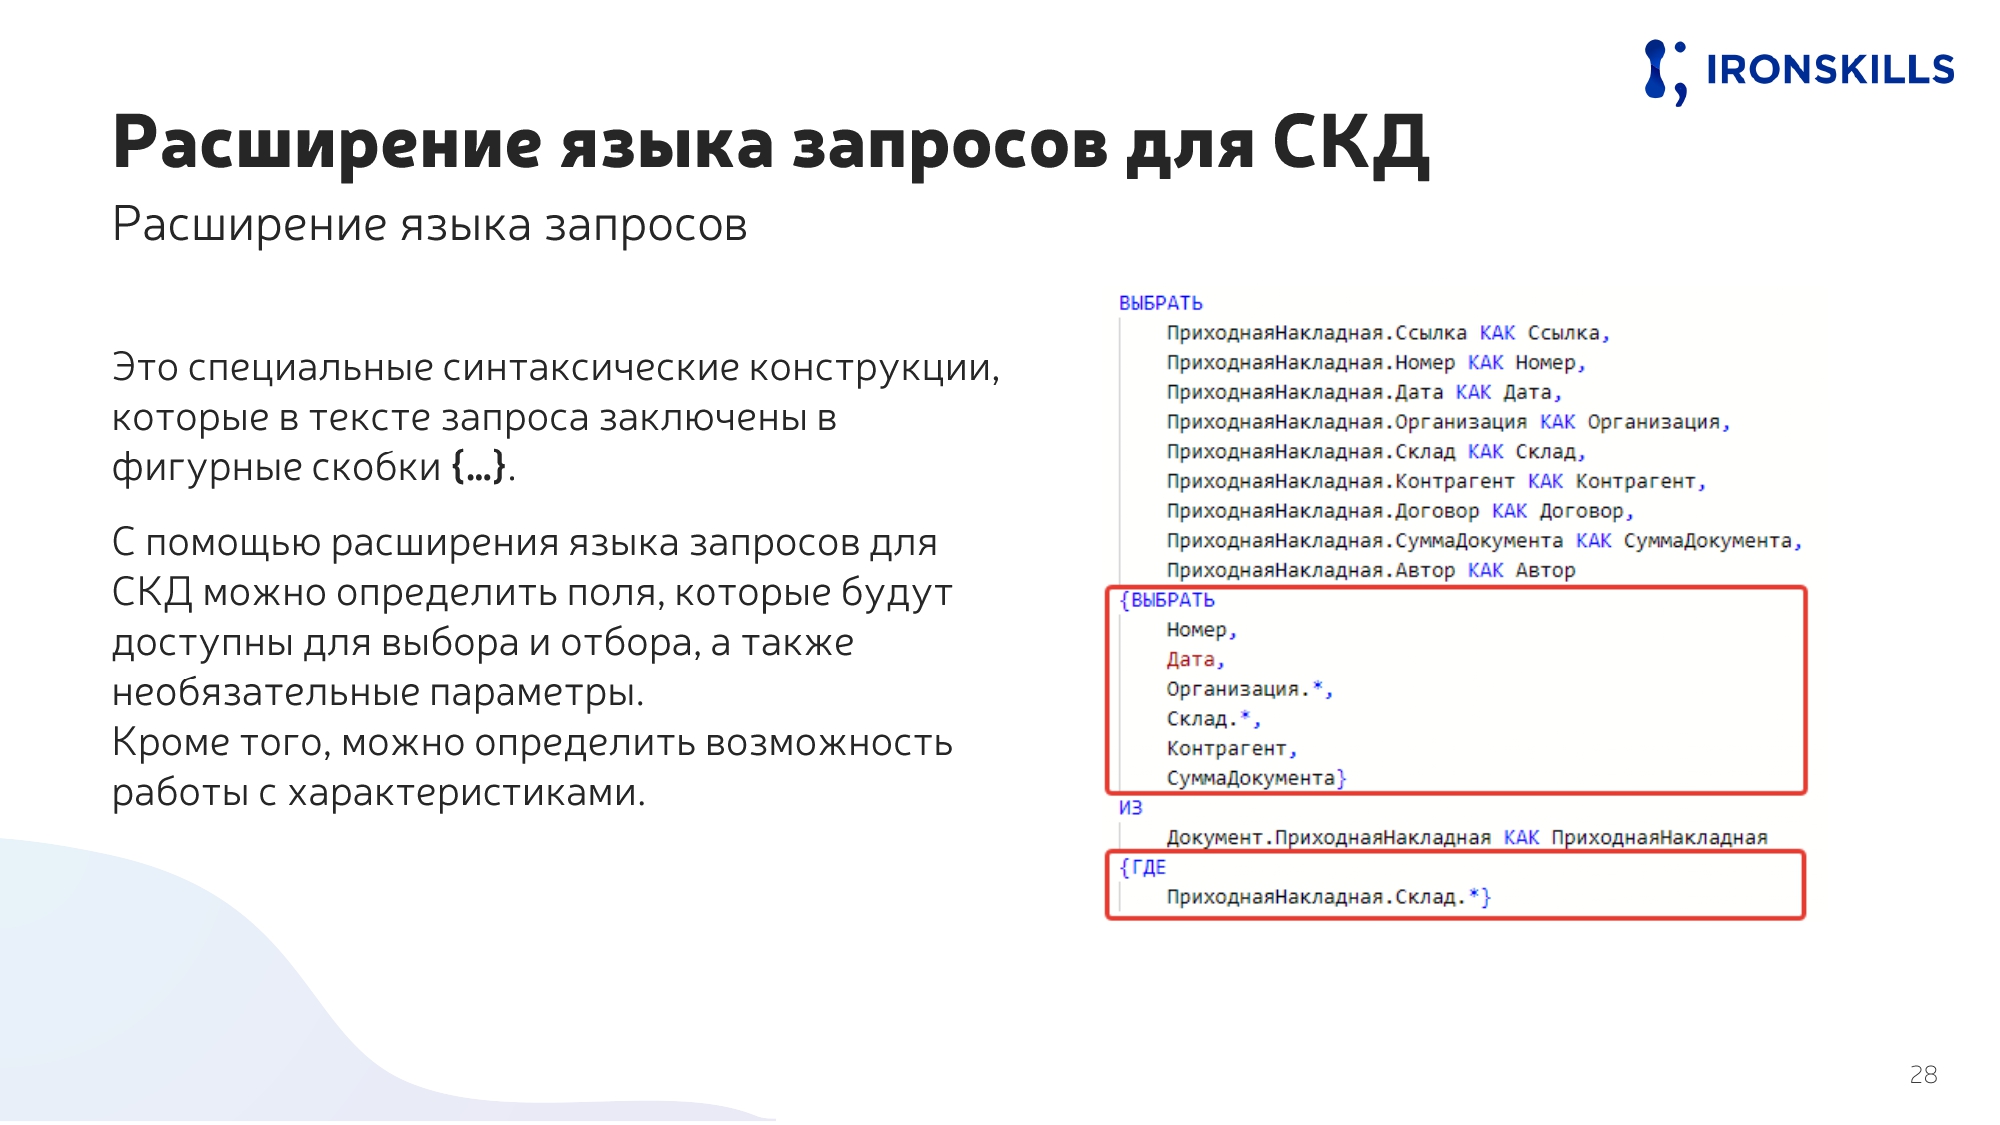 IRONSKILLS
Расширение языка запросов для СКД
Расширение языка запросов
Это специальные синтаксические конструкции,
которые в тексте запроса заключены в
фигурные скобки {...}.
С помощью расширения языка запросов для
СКД можно определить поля, которые будут
доступны для выбора и отбора, а также
необязательные параметры.
Кроме того, можно определить возможность
работы с характеристиками.
ВЫБРАТЬ
ПриходнаяНакладная.Ссылка КАК Ссылка,
ПриходнаяНакладная.Номер КАК Номер,
ПриходнаяНакладная.Дата КАК Дата,
ПриходнаяНакладная.Организация КАК Организация,
ПриходнаяНакладная.Склад КАК Склад,
ПриходнаяНакладная.Контрагент КАК Контрагент,
ПриходнаяНакладная.Договор КАК Договор,
ПриходнаяНакладная.СуммаДокумента КАК СуммаДокумента,
ПриходнаяНакладная.Автор КАК Автор
{ВЫБРАТЬ
Номер,
Дата,
Организация.*,
Склад.*,
Контрагент,
СуммаДокумента}
ИЗ
Документ.ПриходнаяНакладная КАК ПриходнаяНакладная
{ГДЕ
ПриходнаяНакладная.Склад.*}
28